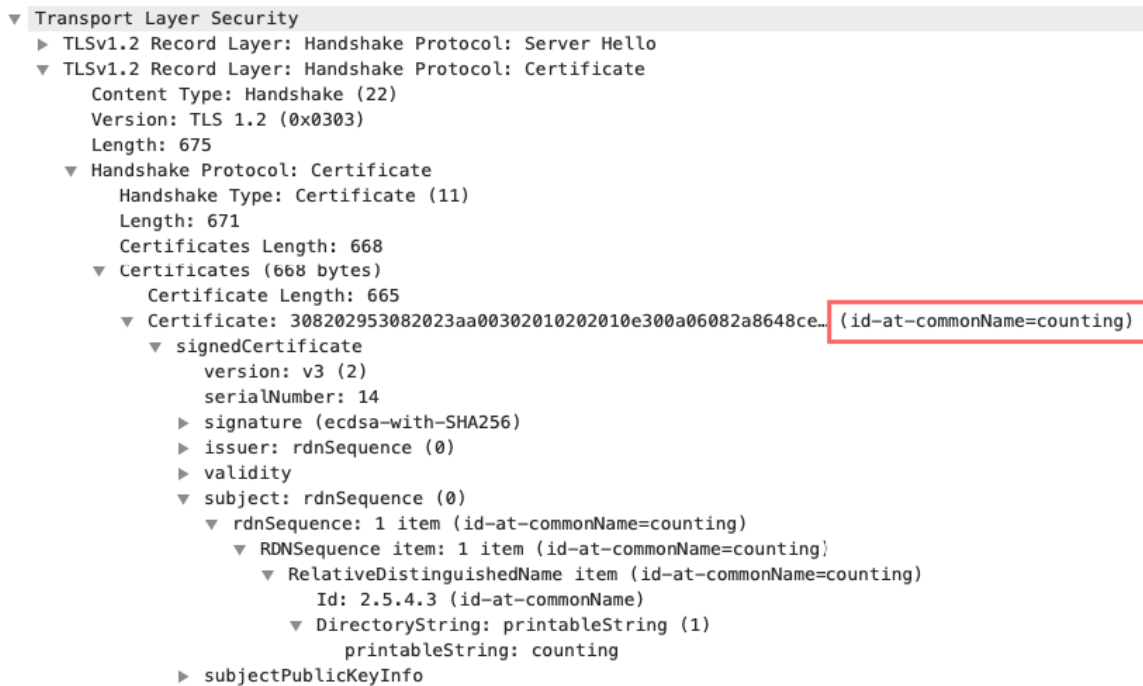 Transport Layer Security
TLSv1.2 Record Layer: Handshake Protocol: Server Hello
TLSv1.2 Record Layer: Handshake Protocol: Certificate
Content Type: Handshake (22)
Version: TLS 1.2 (0x0303)
Length: 675
Handshake Protocol: Certificate
Handshake Type: Certificate (11)
Length: 671
Certificates Length: 668
Certificates (668 bytes)
Certificate Length: 665
Certificate: 308202953082023aa00302010202010e300a06082a8648ce… (id-at-commonName=counting)
signedCertificate
version: v3 (2)
serialNumber: 14
signature (ecdsa-with-SHA256)
issuer: rdnSequence (0)
validity
subject: rdnSequence (0)
rdnSequence: 1 item (id-at-commonName=counting)
RDNSequence item: 1 item (id-at-commonName=counting)
RelativeDistinguishedName item (id-at-commonName=counting)
Id: 2.5.4.3 (id-at-commonName)
DirectoryString: printableString (1)
printableString: counting
subjectPublicKeyInfo